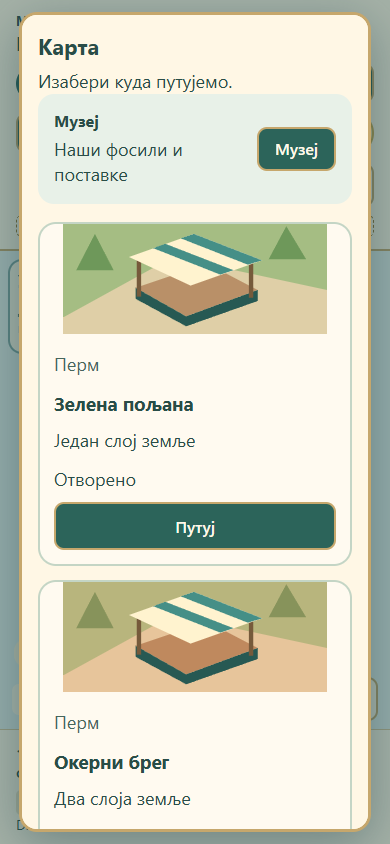 Карта
Изабери куда путујемо.
Музеј
Наши фосили и
поставке
Музеј
Перм
Зелена пољана
Један слој земље
Отворено
Путуј
Перм
Окерни брег
Два слоја земље